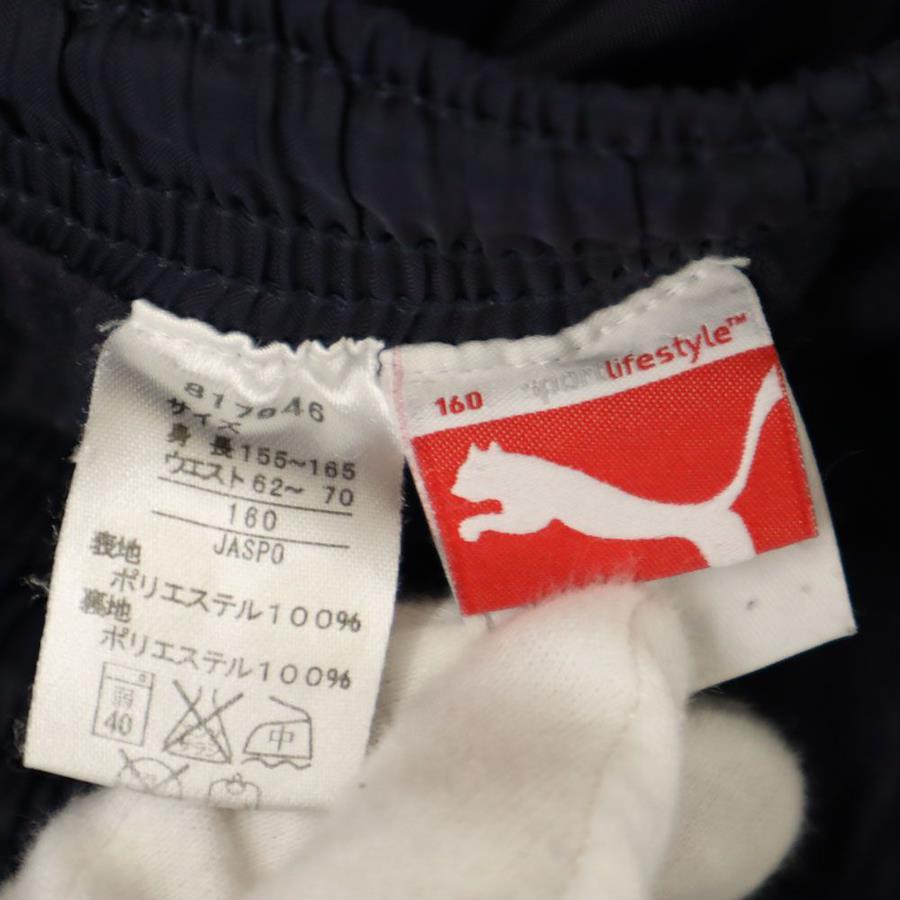 サイズ
身長155~165
ウエスト62~ 70
160
JASPO
表地
ポリエステル100%
裏地
ポリエステル100%
弱
40
中
160 sportlifestyle™